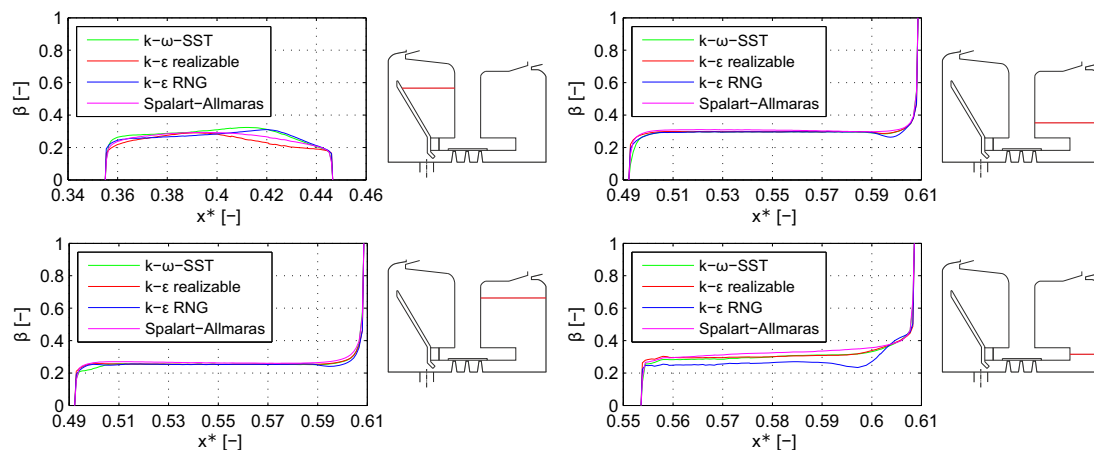 1
0.8
0.6
0.4
0.2
0
β [-]
k-ω-SST
k-ε realizable
k-ε RNG
Spalart-Allmaras
0.34 0.36 0.38 0.40 0.42 0.44 0.46
x* [-]
1
0.8
0.6
0.4
0.2
0
β [-]
k-ω-SST
k-ε realizable
k-ε RNG
Spalart-Allmaras
0.49 0.51 0.53 0.55 0.57 0.59 0.61
x* [-]
1
0.8
0.6
0.4
0.2
0
β [-]
k-ω-SST
k-ε realizable
k-ε RNG
Spalart-Allmaras
0.49 0.51 0.53 0.55 0.57 0.59 0.61
x* [-]
1
0.8
0.6
0.4
0.2
0
β [-]
k-ω-SST
k-ε realizable
k-ε RNG
Spalart-Allmaras
0.55 0.56 0.57 0.58 0.59 0.6 0.61
x* [-]